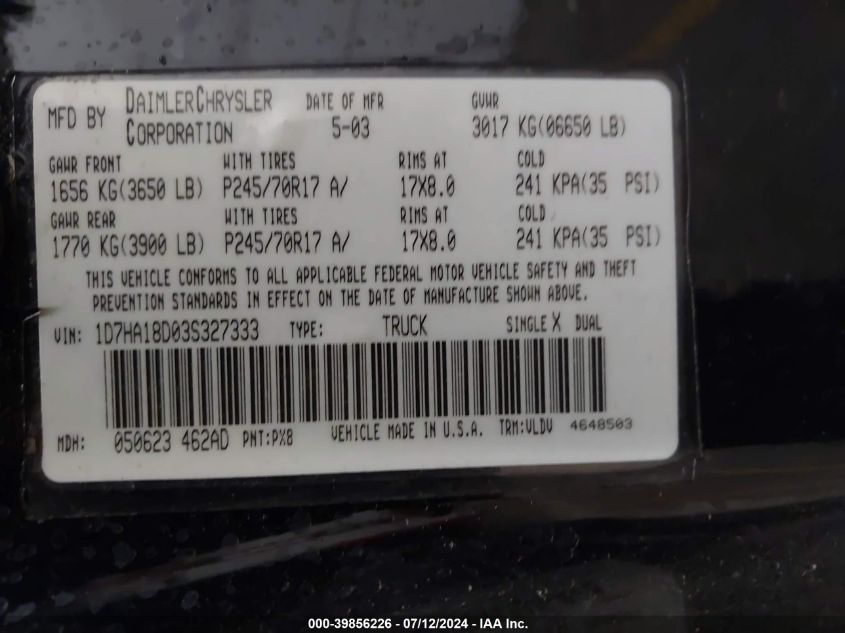 MFD BY DAIMLERCHRYSLER CORPORATION DATE OF MFR 5-03 GVWR 3017 KG(06650 LB)
GAWR FRONT WITH TIRES RIMS AT COLD
1656 KG(3650 LB) P245/70R17 A/ 17X8.0 241 KPA(35 PSI)
GAWR REAR WITH TIRES RIMS AT COLD
1770 KG(3900 LB) P245/70R17 A/ 17X8.0 241 KPA(35 PSI)
THIS VEHICLE CONFORMS TO ALL APPLICABLE FEDERAL MOTOR VEHICLE SAFETY AND THEFT
PREVENTION STANDARDS IN EFFECT ON THE DATE OF MANUFACTURE SHOWN ABOVE.
VIN: 1D7HA18D03S327333 TYPE: TRUCK SINGLE X DUAL
MDH: 050623 462AD PNT:PX8 VEHICLE MADE IN U.S.A. TRM:VLDV 4648503
000-39856226 - 07/12/2024 - IAA Inc.